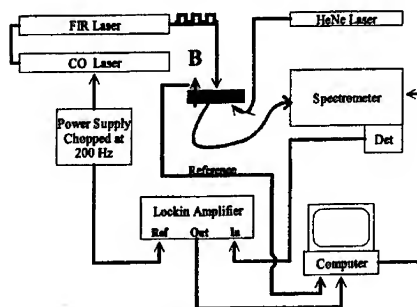 FIR Laser
HeNe Laser
CO Laser
B
Spectrometer
Power Supply
Chopped at
200 Hz
Det
Reference
Lockin Amplifier
Ref Out In
Computer